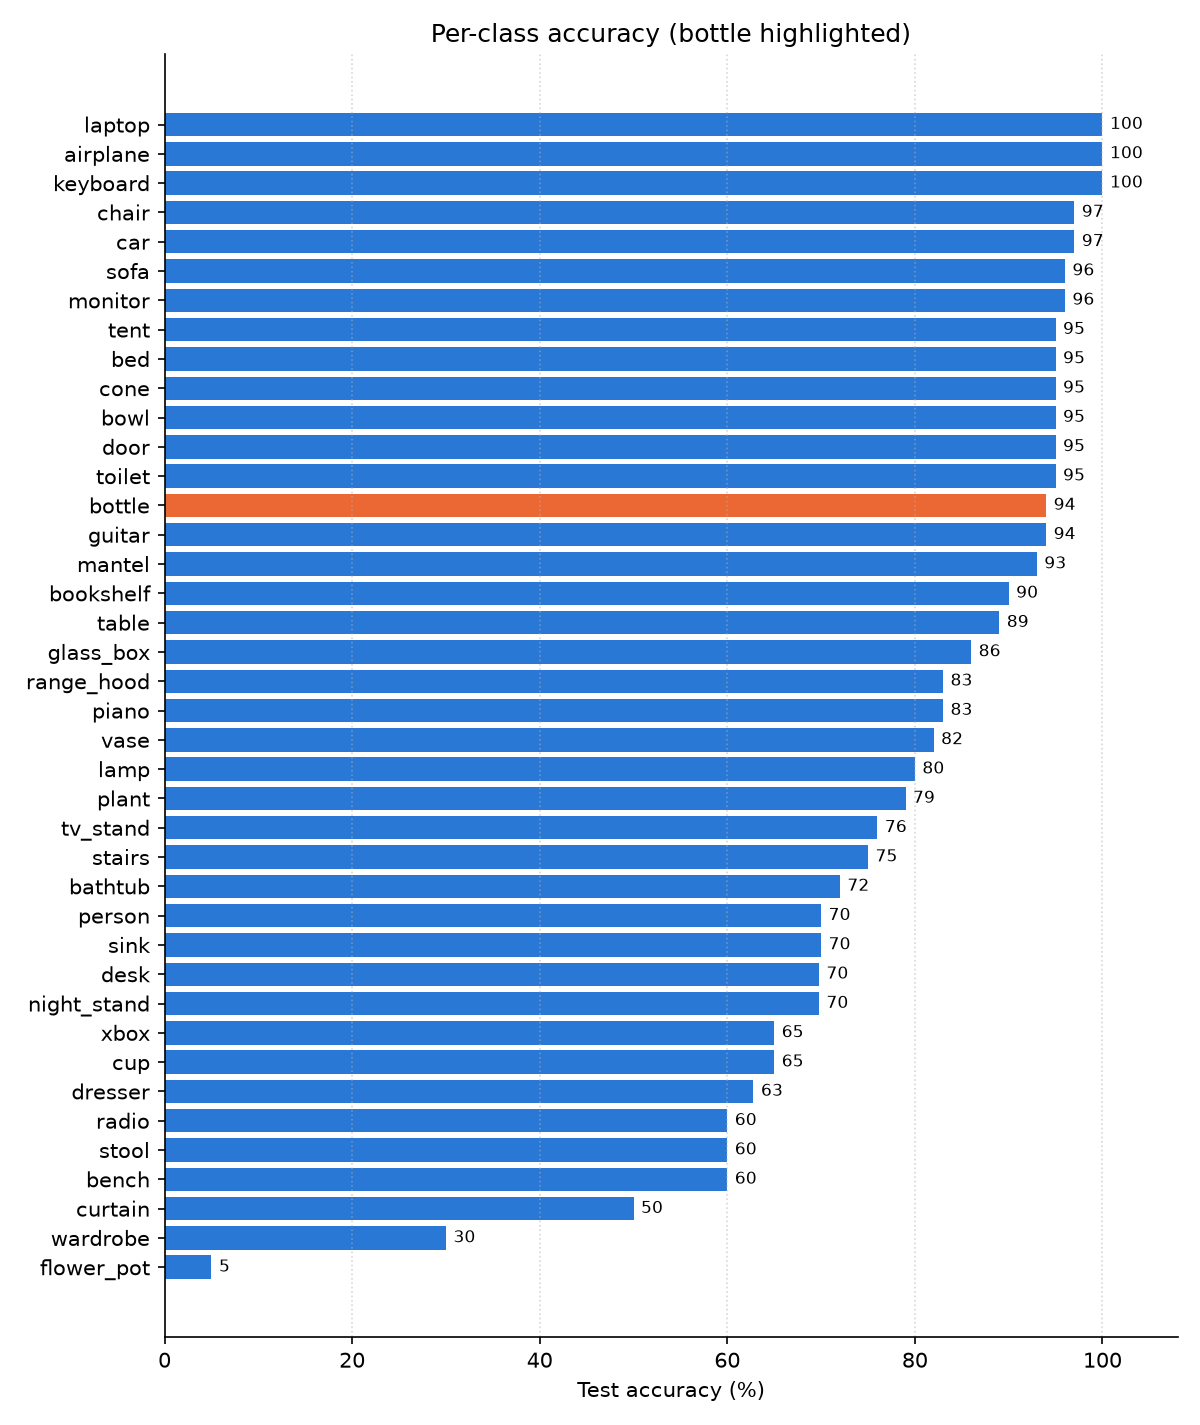 Per-class accuracy (bottle highlighted)
laptop 100
airplane 100
keyboard 100
chair 97
car 97
sofa 96
monitor 96
tent 95
bed 95
cone 95
bowl 95
door 95
toilet 95
bottle 94
guitar 94
mantel 93
bookshelf 90
table 89
glass_box 86
range_hood 83
piano 83
vase 82
lamp 80
plant 79
tv_stand 76
stairs 75
bathtub 72
person 70
sink 70
desk 70
night_stand 70
xbox 65
cup 65
dresser 63
radio 60
stool 60
bench 60
curtain 50
wardrobe 30
flower_pot 5
0 20 40 60 80 100
Test accuracy (%)